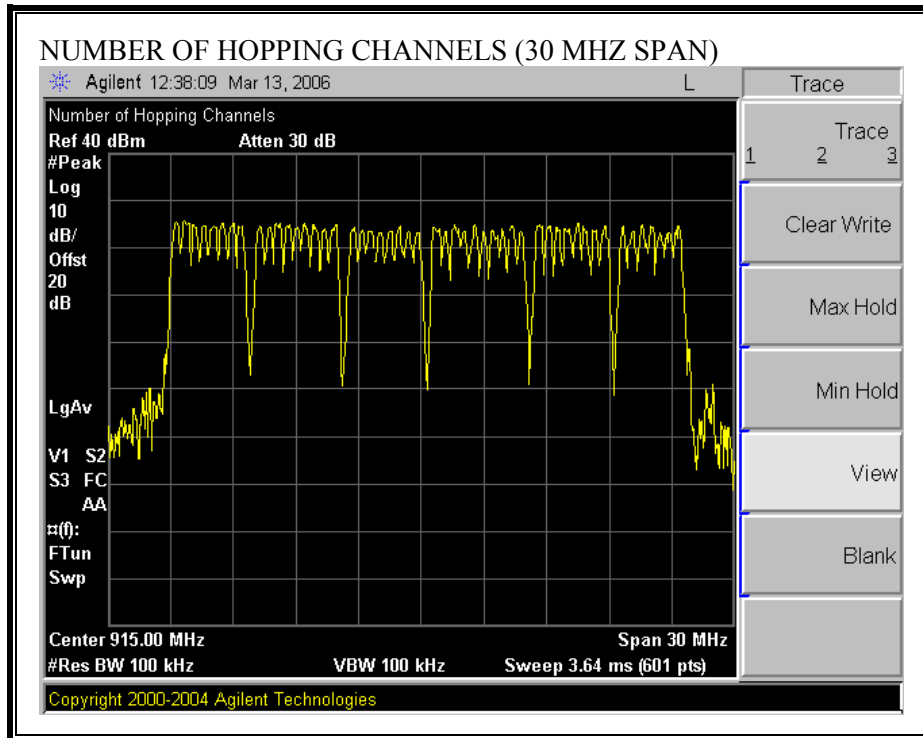 NUMBER OF HOPPING CHANNELS (30 MHZ SPAN)
Agilent 12:38:09 Mar 13, 2006 L
Trace
Number of Hopping Channels
Ref 40 dBm Atten 30 dB
#Peak
Log
10
dB/
Offst
20
dB
LgAv
V1 S2
S3 FC
AA
¤(f):
FTun
Swp
Center 915.00 MHz Span 30 MHz
#Res BW 100 kHz VBW 100 kHz Sweep 3.64 ms (601 pts)
Copyright 2000-2004 Agilent Technologies
Trace
1 2 3
Clear Write
Max Hold
Min Hold
View
Blank